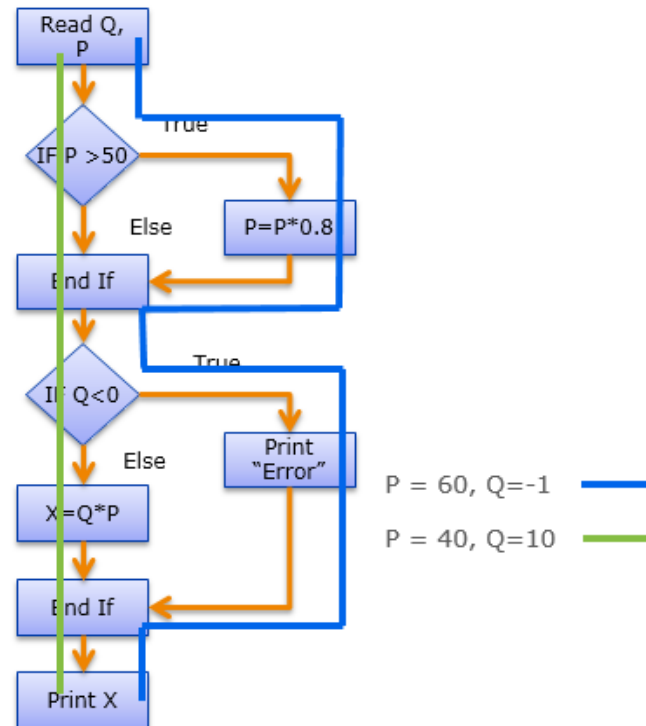 Read Q,
P
True
IF P >50
Else
P=P*0.8
End If
True
IF Q<0
Else
Print
“Error”
X=Q*P
P = 60, Q=-1
P = 40, Q=10
End If
Print X